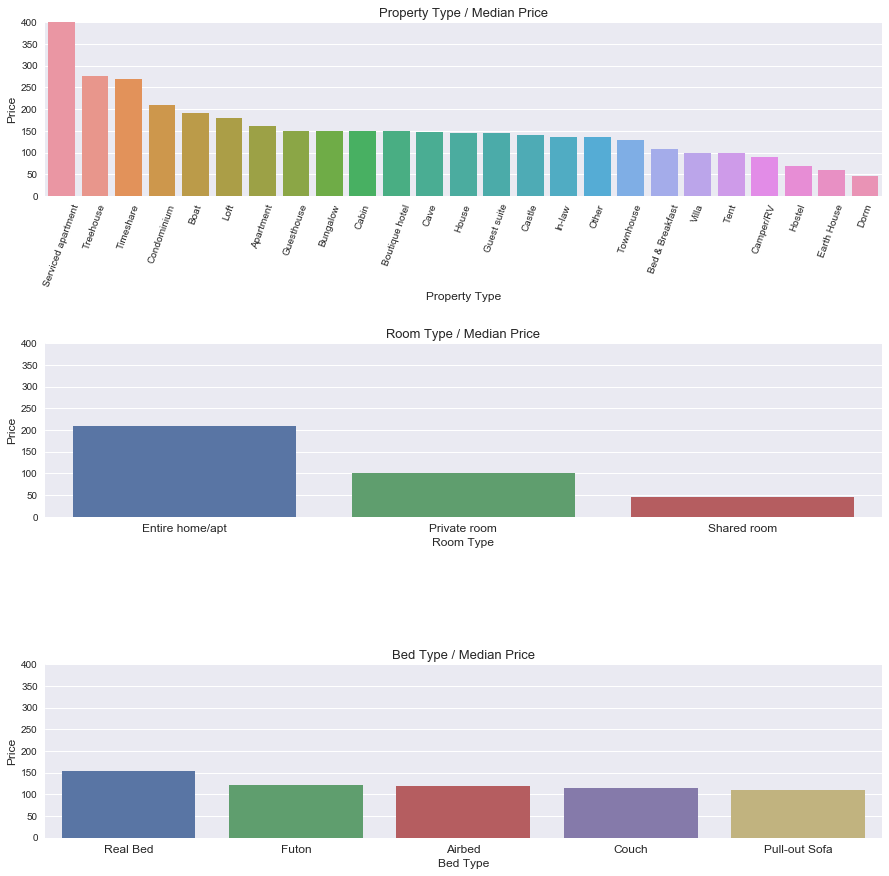 Property Type / Median Price
400
350
300
250
200
150
100
50
0
Price
Serviced apartment
Treehouse
Timeshare
Condominium
Boat
Loft
Apartment
Guesthouse
Bungalow
Cabin
Boutique hotel
Cave
House
Guest suite
Castle
In-law
Other
Townhouse
Bed & Breakfast
Villa
Tent
Camper/RV
Hostel
Earth House
Dorm
Property Type
Room Type / Median Price
400
350
300
250
200
150
100
50
0
Price
Entire home/apt
Private room
Shared room
Room Type
Bed Type / Median Price
400
350
300
250
200
150
100
50
0
Price
Real Bed
Futon
Airbed
Couch
Pull-out Sofa
Bed Type